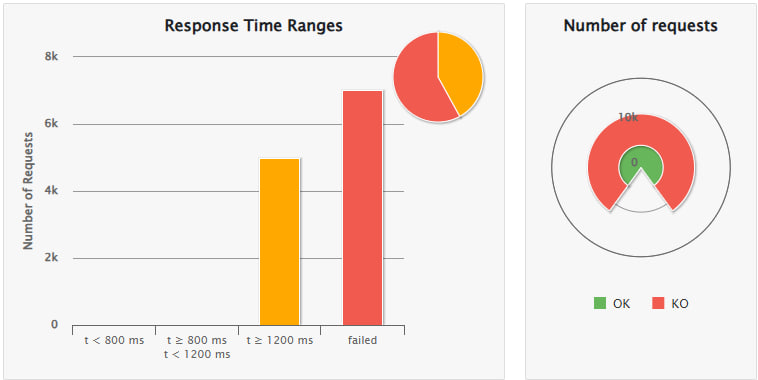 Response Time Ranges
Number of Requests
8k
6k
4k
2k
0
t < 800 ms
t ≥ 800 ms
t < 1200 ms
t ≥ 1200 ms
failed
Number of requests
10k
0
OK
KO